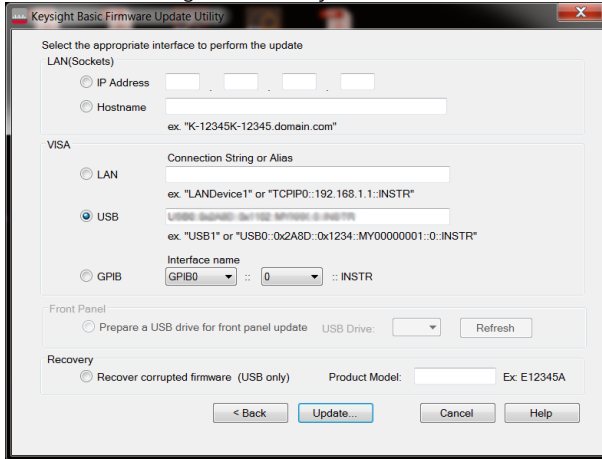 Keysight Basic Firmware Update Utility
Select the appropriate interface to perform the update
LAN(Sockets)
IP Address . . .
Hostname
ex. "K-12345K-12345.domain.com"
VISA
Connection String or Alias
LAN
ex. "LANDevice1" or "TCPIP0::192.168.1.1::INSTR"
USB
ex. "USB1" or "USB0::0x2A8D::0x1234::MY00000001::0::INSTR"
Interface name
GPIB GPIB0 :: 0 :: INSTR
Front Panel
Prepare a USB drive for front panel update USB Drive: Refresh
Recovery
Recover corrupted firmware (USB only) Product Model: Ex: E12345A
< Back Update... Cancel Help